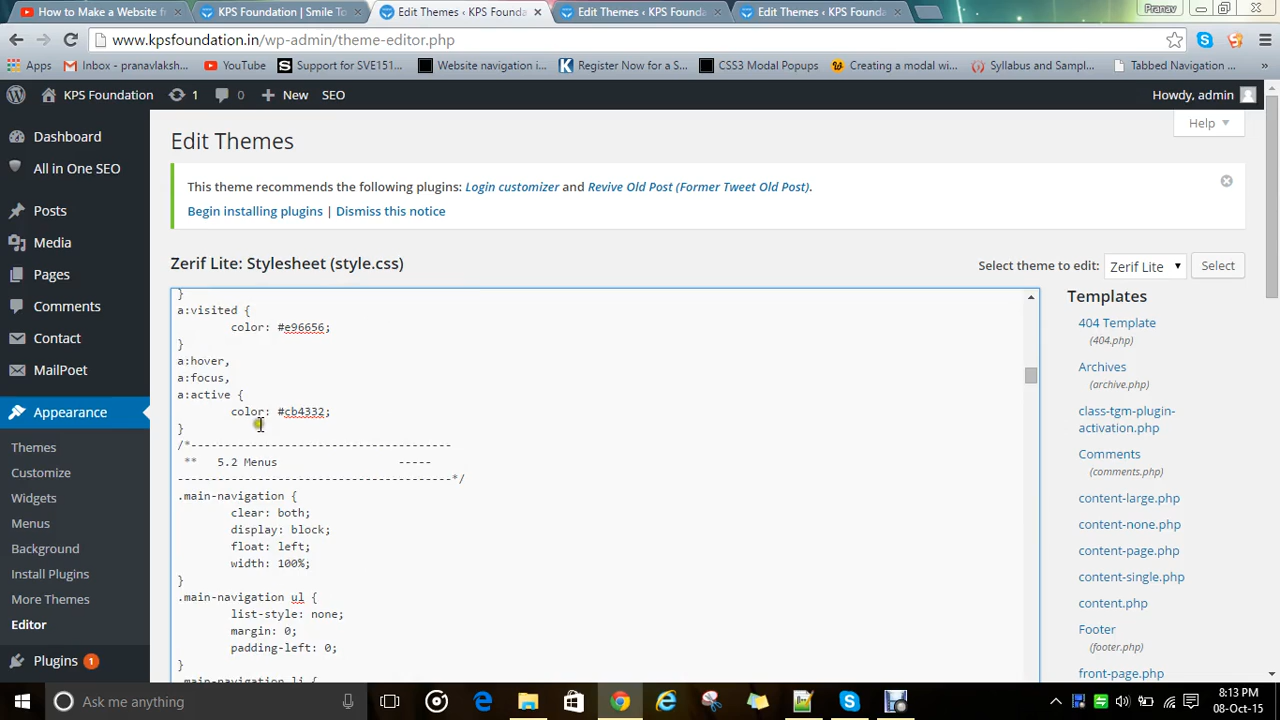 How to Make a Website fr
KPS Foundation | Smile To
Edit Themes ‹ KPS Founda
Edit Themes ‹ KPS Founda
Edit Themes ‹ KPS Founda
Pranav
www.kpsfoundation.in/wp-admin/theme-editor.php
Apps
Inbox - pranavlaksh...
YouTube
Support for SVE151...
Website navigation i...
Register Now for a S...
CSS3 Modal Popups
Creating a modal wi...
Syllabus and Sampl...
Tabbed Navigation ...
»
KPS Foundation
1
0
New
SEO
Howdy, admin
Dashboard
All in One SEO
Posts
Media
Pages
Comments
Contact
MailPoet
Appearance
Themes
Customize
Widgets
Menus
Background
Install Plugins
More Themes
Editor
Plugins 1
Help
Edit Themes
This theme recommends the following plugins: Login customizer and Revive Old Post (Former Tweet Old Post).
Begin installing plugins | Dismiss this notice
Zerif Lite: Stylesheet (style.css)
Select theme to edit: Zerif Lite Select
}
a:visited {
color: #e96656;
}
a:hover,
a:focus,
a:active {
color: #cb4332;
}
/*---------------------------------------
** 5.2 Menus -----
-----------------------------------------*/
.main-navigation {
clear: both;
display: block;
float: left;
width: 100%;
}
.main-navigation ul {
list-style: none;
margin: 0;
padding-left: 0;
}
.main-navigation li {
Templates
404 Template
(404.php)
Archives
(archive.php)
class-tgm-plugin-
activation.php
Comments
(comments.php)
content-large.php
content-none.php
content-page.php
content-single.php
content.php
Footer
(footer.php)
front-page.php
Ask me anything
8:13 PM
08-Oct-15